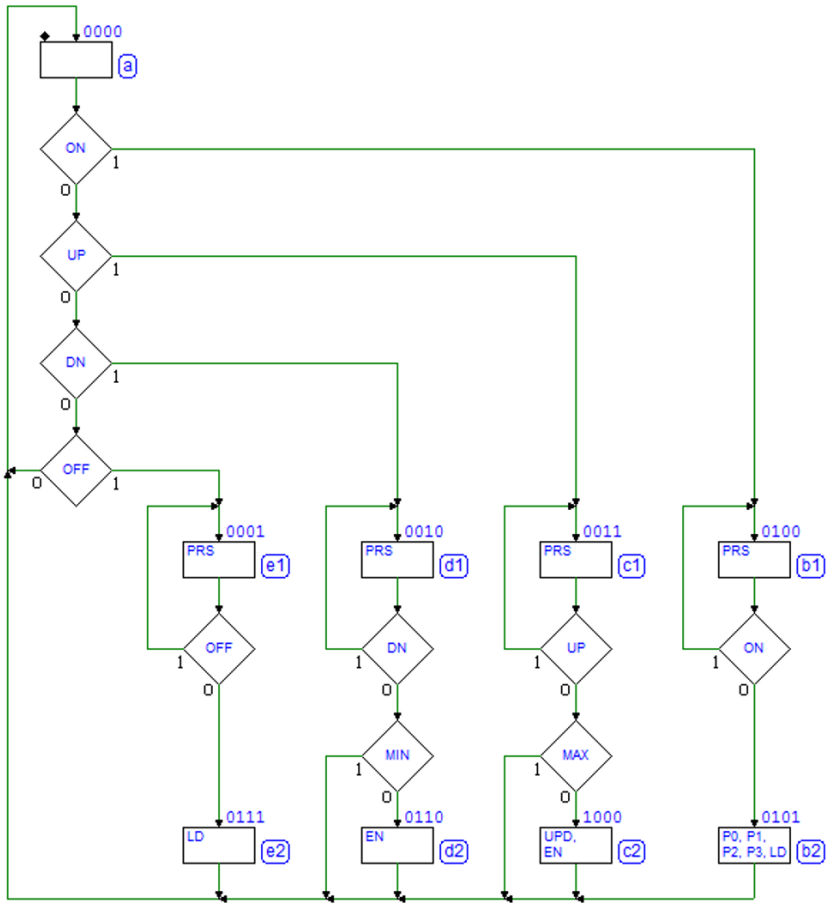 0000
a
ON
1
0
UP
1
0
DN
1
0
OFF
0
1
0001
0010
0011
0100
PRS
e1
PRS
d1
PRS
c1
PRS
b1
OFF
1
0
DN
1
0
UP
1
0
ON
1
0
MIN
1
0
MAX
1
0
0111
0110
1000
0101
LD
e2
EN
d2
UPD,
EN
c2
P0, P1,
P2, P3, LD
b2